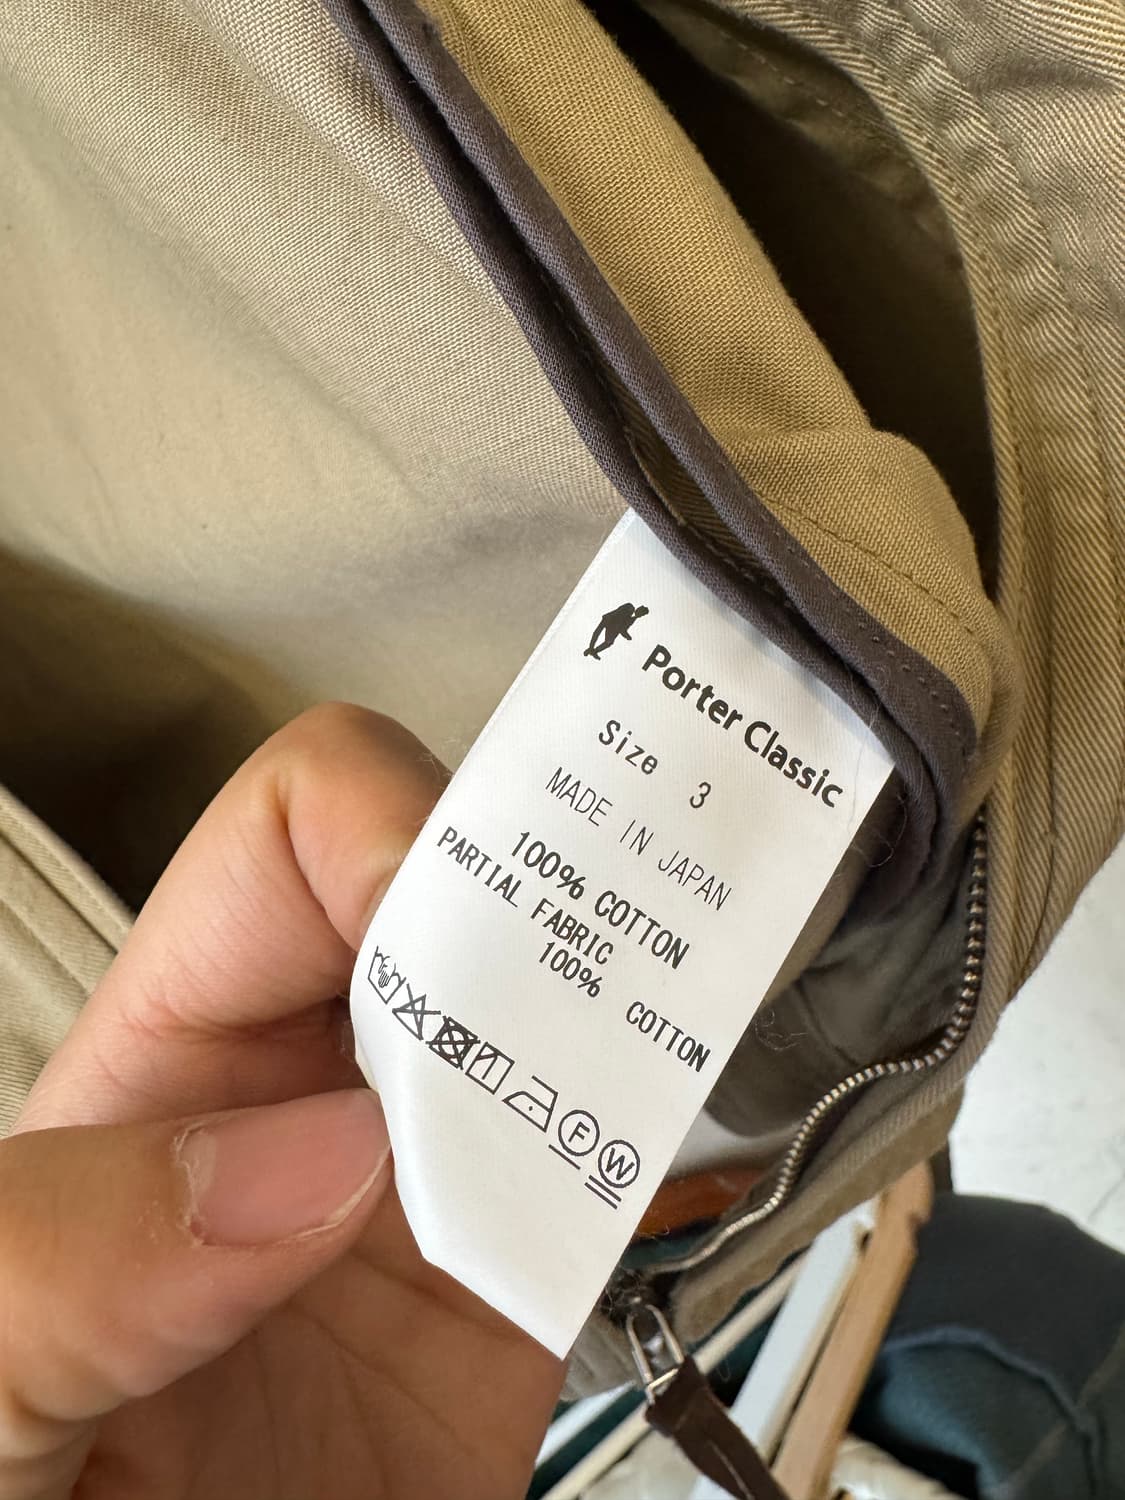 Porter Classic
Size 3
MADE IN JAPAN
100% COTTON
PARTIAL FABRIC
100% COTTON
F W